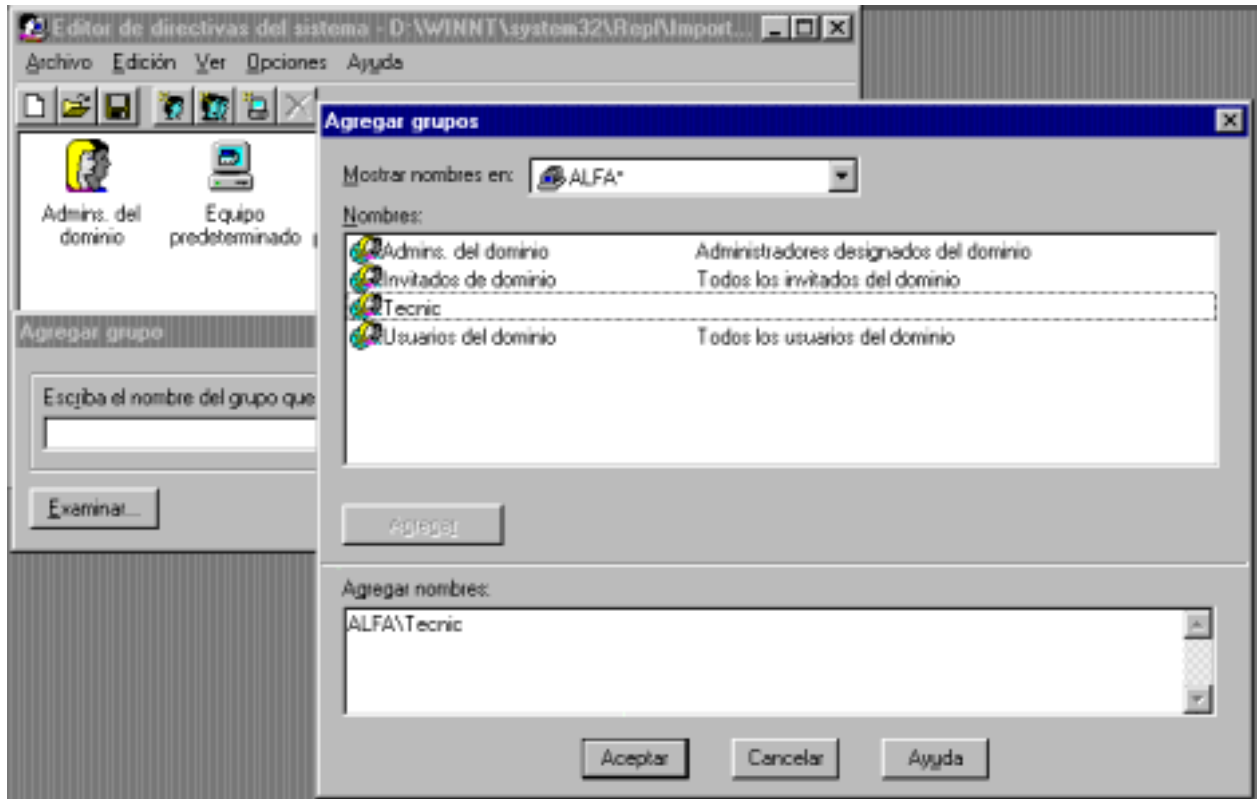 Editor de directivas del sistema - D:\WINNT\system32\Repl\Import...
Archivo Edición Ver Opciones Ayuda
Admins. del dominio
Equipo predeterminado
Agregar grupo
Escriba el nombre del grupo que
Examinar...
Agregar grupos
Mostrar nombres en: ALFA*
Nombres:
Admins. del dominio Administradores designados del dominio
Invitados de dominio Todos los invitados del dominio
Tecnic
Usuarios del dominio Todos los usuarios del dominio
Agregar
Agregar nombres:
ALFA\Tecnic
Aceptar Cancelar Ayuda